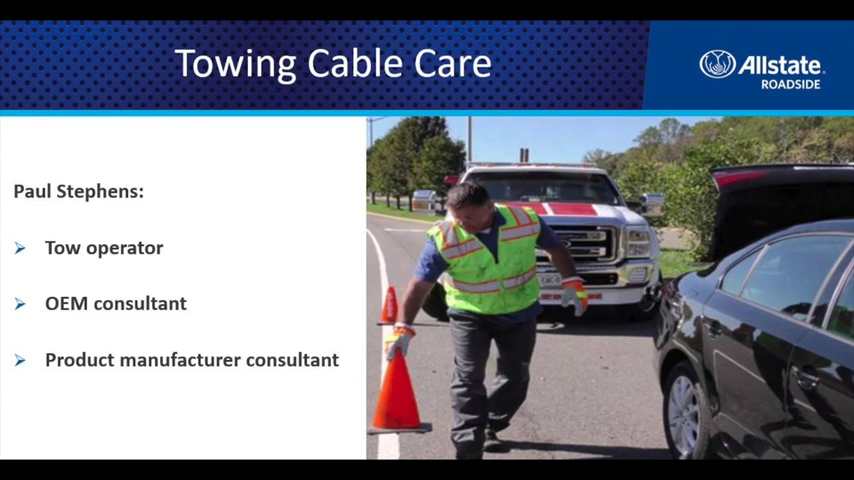 Towing Cable Care
Allstate®
ROADSIDE
Paul Stephens:
Tow operator
OEM consultant
Product manufacturer consultant